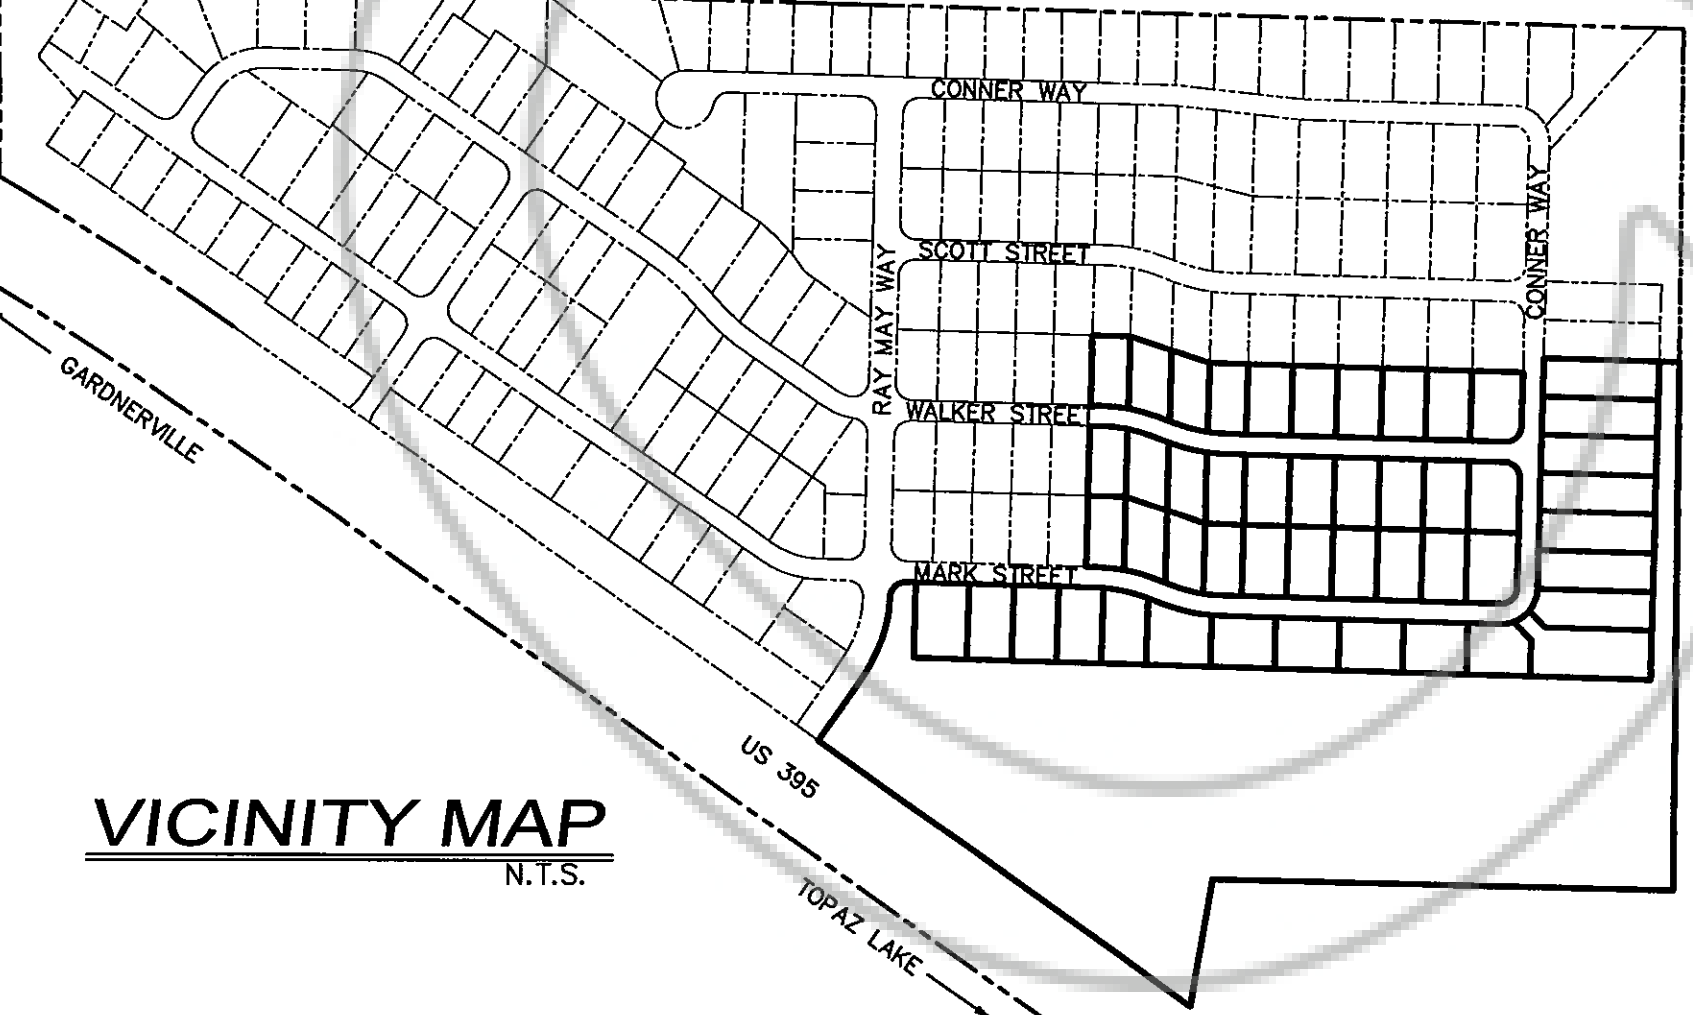 CONNER WAY
CONNER WAY
SCOTT STREET
RAY MAY WAY
WALKER STREET
MARK STREET
GARDNERVILLE
US 395
VICINITY MAP
N.T.S.
TOPAZ LAKE